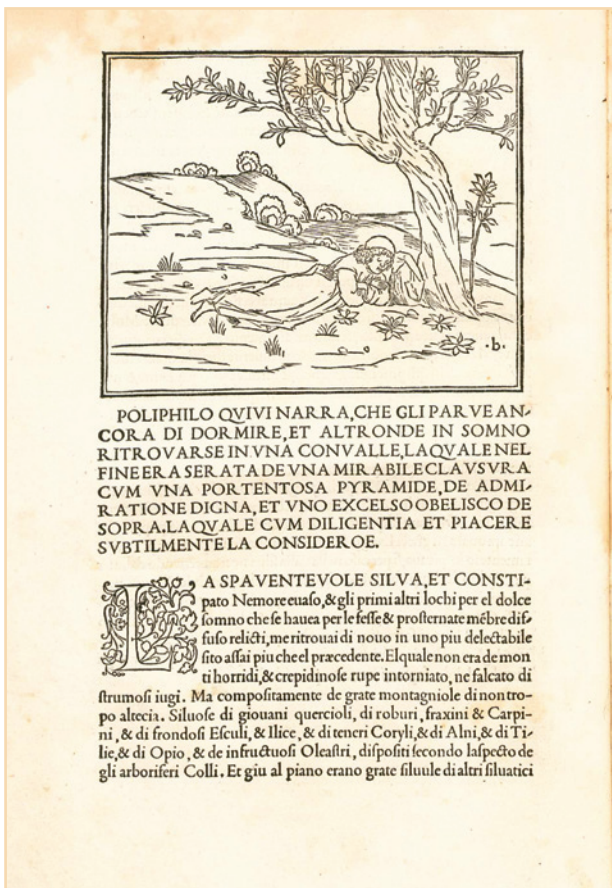 ·b·
POLIPHILO QVIVI NARRA, CHE GLI PARVE AN-
CORA DI DORMIRE, ET ALTRONDE IN SOMNO
RITROVARSE IN VNA CONVALLE, LAQVALE NEL
FINE ERA SERATA DE VNA MIRABILE CLAVSVRA
CVM VNA PORTENTOSA PYRAMIDE, DE ADMI-
RATIONE DIGNA, ET VNO EXCELSO OBELISCO DE
SOPRA. LAQVALE CVM DILIGENTIA ET PIACERE
SVBTILMENTE LA CONSIDEROE.
LA SPAVENTEVOLE SILVA, ET CONSTI-
pato Nemore euaso, & gli primi altri lochi per el dolce
somno che se hauea per le fesse & prosternate mẽbre dif-
fuso relicti, me ritrouai di nouo in uno piu delectabile
sito assai piu che el præcedente. Elquale non era de mon
ti horridi, & crepidinose rupe intorniato, ne falcato di
strumosi iugi. Ma compositamente de grate montagniole di non tro-
po altecia. Siluose di giouani quercioli, di roburi, fraxini & Carpi-
ni, & di frondosi Esculi, & Ilice, & di teneri Coryli, & di Alni, & di Ti-
lie, & di Opio, & de infructuosi Oleastri, dispositi secondo laspecto de
gli arboriferi Colli. Et giu al piano erano grate siluule di altri siluatici